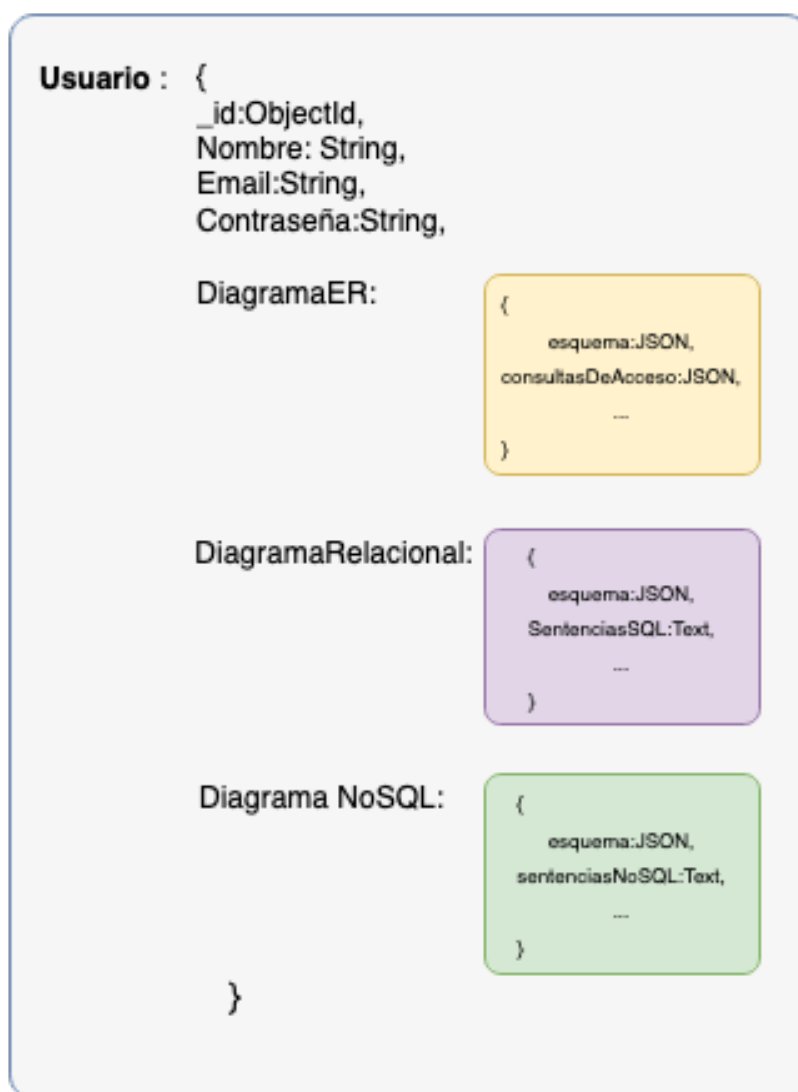 Usuario : {
_id:ObjectId,
Nombre: String,
Email:String,
Contraseña:String,
DiagramaER:
{
esquema:JSON,
consultasDeAcceso:JSON,
...
}
DiagramaRelacional:
{
esquema:JSON,
SentenciasSQL:Text,
...
}
Diagrama NoSQL:
{
esquema:JSON,
sentenciasNoSQL:Text,
...
}
}